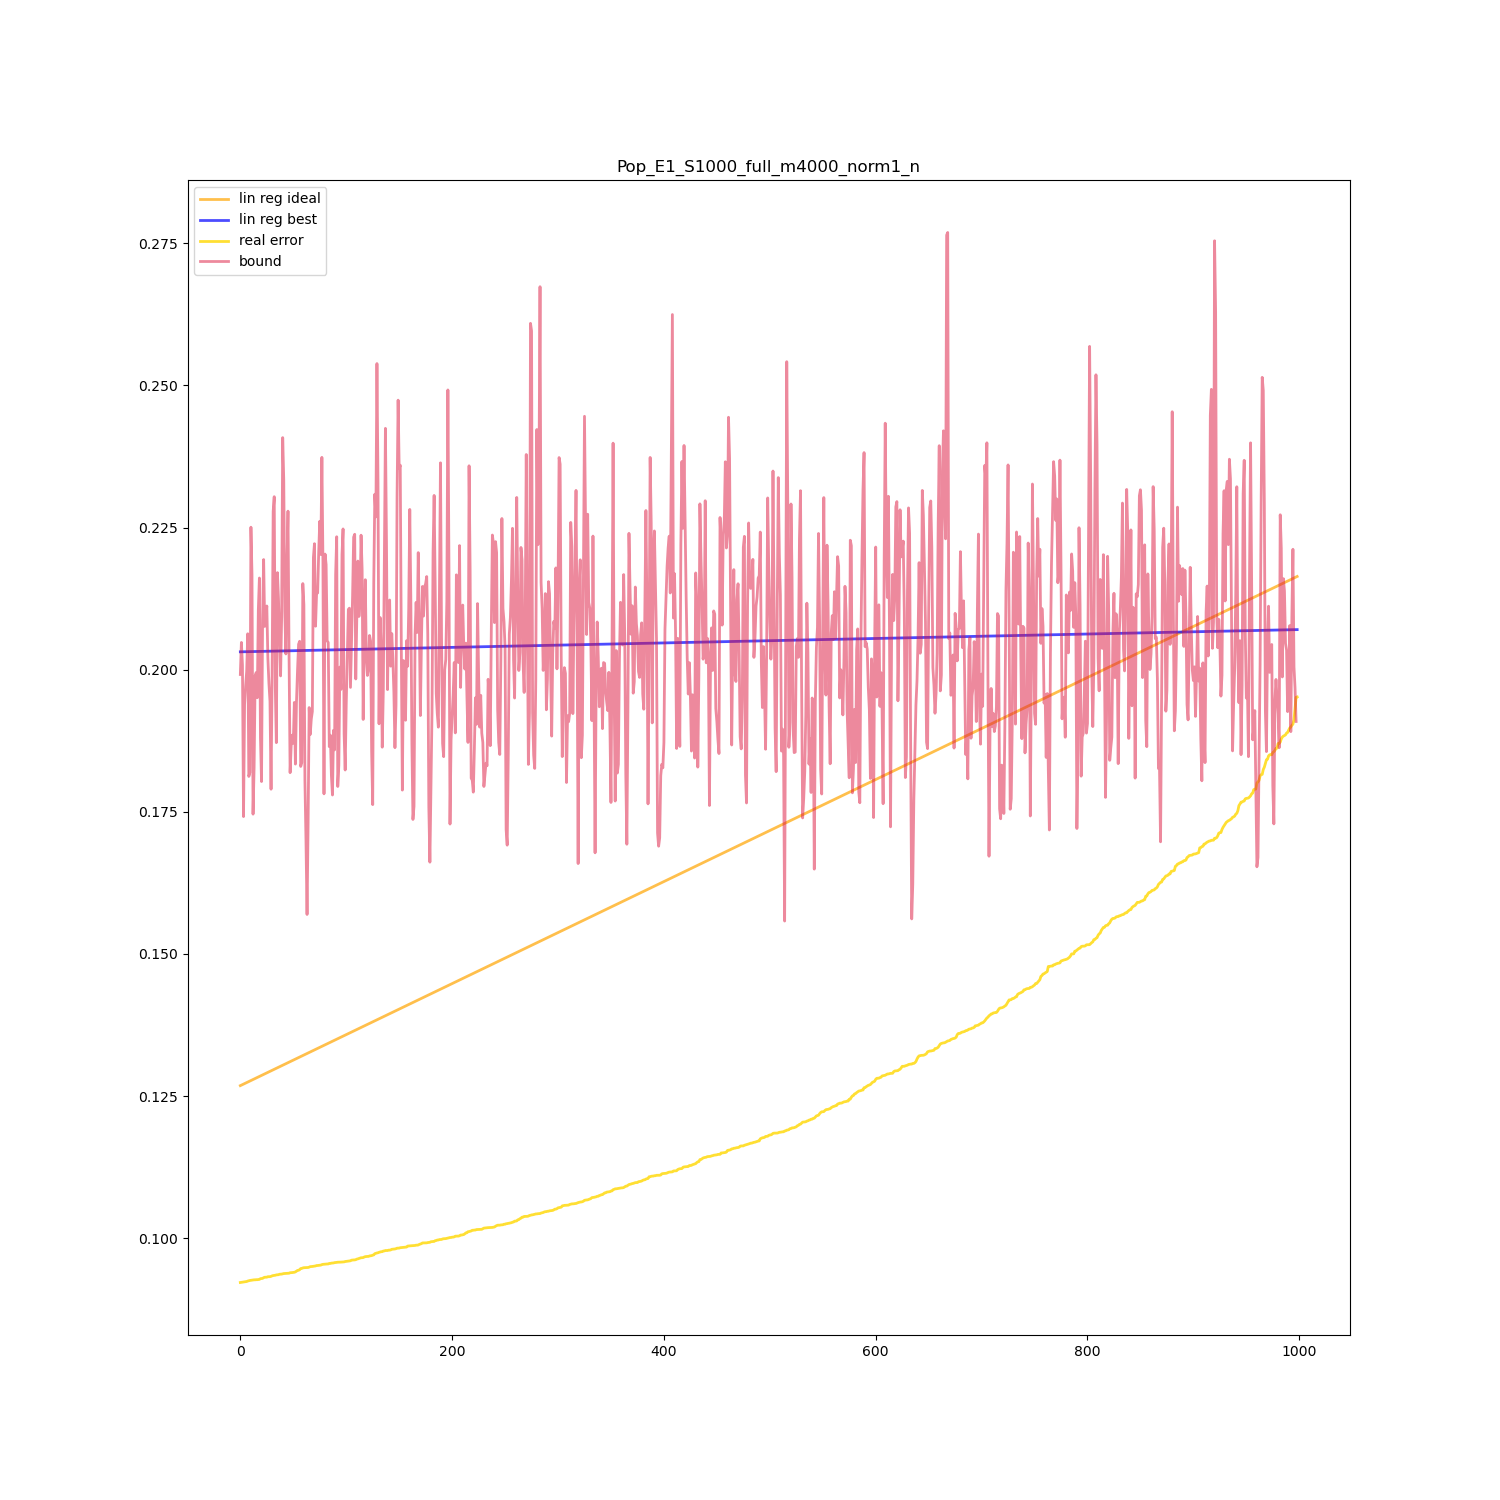 Pop_E1_S1000_full_m4000_norm1_n
lin reg ideal
lin reg best
real error
bound
0.275
0.250
0.225
0.200
0.175
0.150
0.125
0.100
0 200 400 600 800 1000